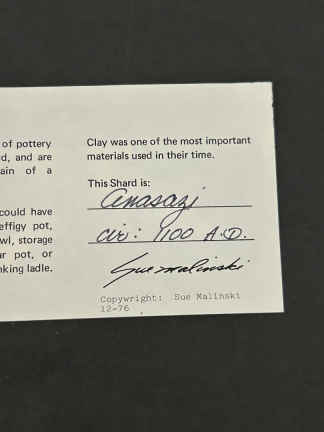 of pottery
d, and are
ain of a
could have
effigy pot,
wl, storage
r pot, or
nking ladle.
Clay was one of the most important
materials used in their time.
This Shard is:
Anasazi
cir: 1100 A.D.
Sue Malinski
Copywright: Sue Malinski
12-76